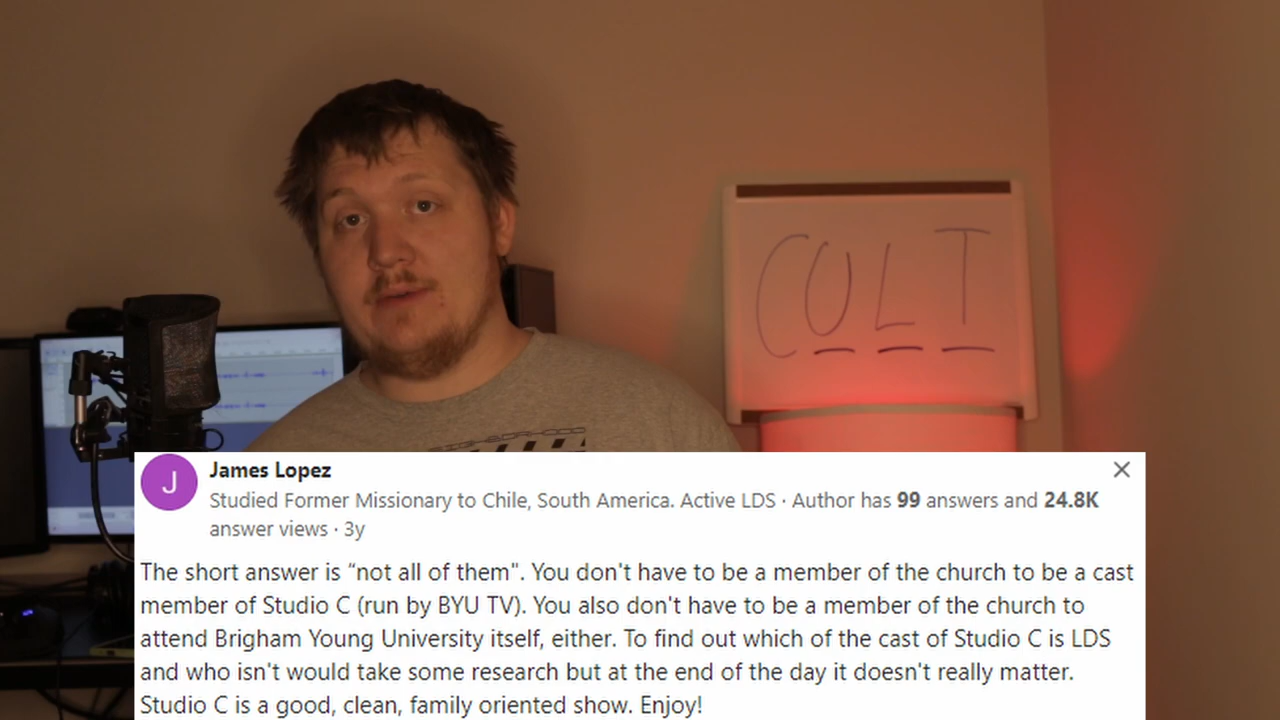 CULT
James Lopez
Studied Former Missionary to Chile, South America. Active LDS · Author has 99 answers and 24.8K
answer views · 3y
The short answer is “not all of them". You don't have to be a member of the church to be a cast
member of Studio C (run by BYU TV). You also don't have to be a member of the church to
attend Brigham Young University itself, either. To find out which of the cast of Studio C is LDS
and who isn't would take some research but at the end of the day it doesn't really matter.
Studio C is a good, clean, family oriented show. Enjoy!